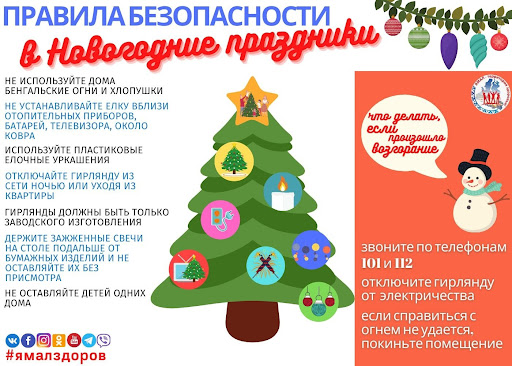 ПРАВИЛА БЕЗОПАСНОСТИ
в Новогодние праздники
НЕ ИСПОЛЬЗУЙТЕ ДОМА
БЕНГАЛЬСКИЕ ОГНИ И ХЛОПУШКИ
НЕ УСТАНАВЛИВАЙТЕ ЕЛКУ ВБЛИЗИ
ОТОПИТЕЛЬНЫХ ПРИБОРОВ,
БАТАРЕЙ, ТЕЛЕВИЗОРА, ОКОЛО
КОВРА
ИСПОЛЬЗУЙТЕ ПЛАСТИКОВЫЕ
ЕЛОЧНЫЕ УРКАШЕНИЯ
ОТКЛЮЧАЙТЕ ГИРЛЯНДУ ИЗ
СЕТИ НОЧЬЮ ИЛИ УХОДЯ ИЗ
КВАРТИРЫ
ГИРЛЯНДЫ ДОЛЖНЫ БЫТЬ ТОЛЬКО
ЗАВОДСКОГО ИЗГОТОВЛЕНИЯ
ДЕРЖИТЕ ЗАЖЖЕННЫЕ СВЕЧИ
НА СТОЛЕ ПОДАЛЬШЕ ОТ
БУМАЖНЫХ ИЗДЕЛИЙ И НЕ
ОСТАВЛЯЙТЕ ИХ БЕЗ
ПРИСМОТРА
НЕ ОСТАВЛЯЙТЕ ДЕТЕЙ ОДНИХ
ДОМА
#ямалздоров
что делать,
если
произошло
возгорание
звоните по телефонам
101 и 112
отключите гирлянду
от электричества
если справиться с
огнем не удается,
покиньте помещение